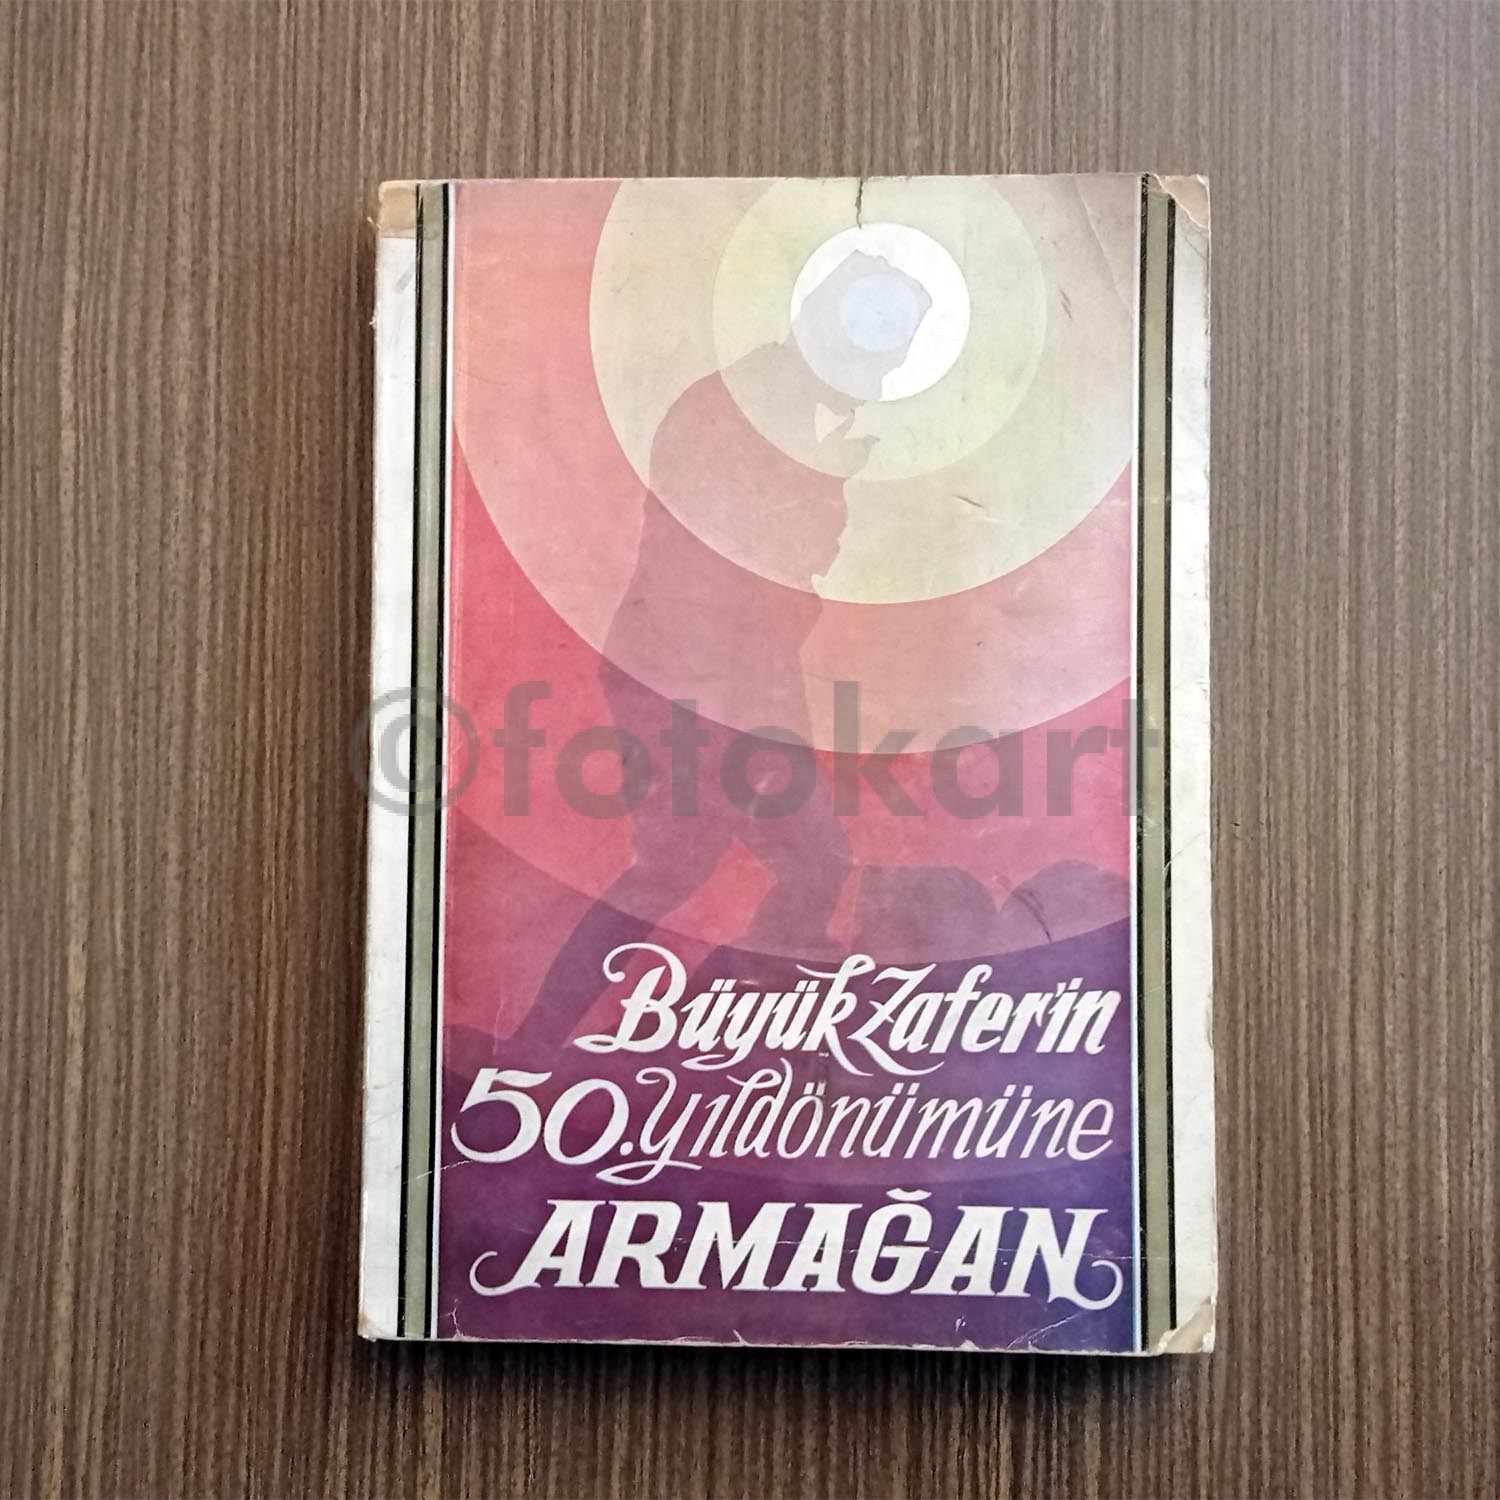 ©fotokart
Büyük Zafer'in
50. Yıldönümüne
ARMAĞAN